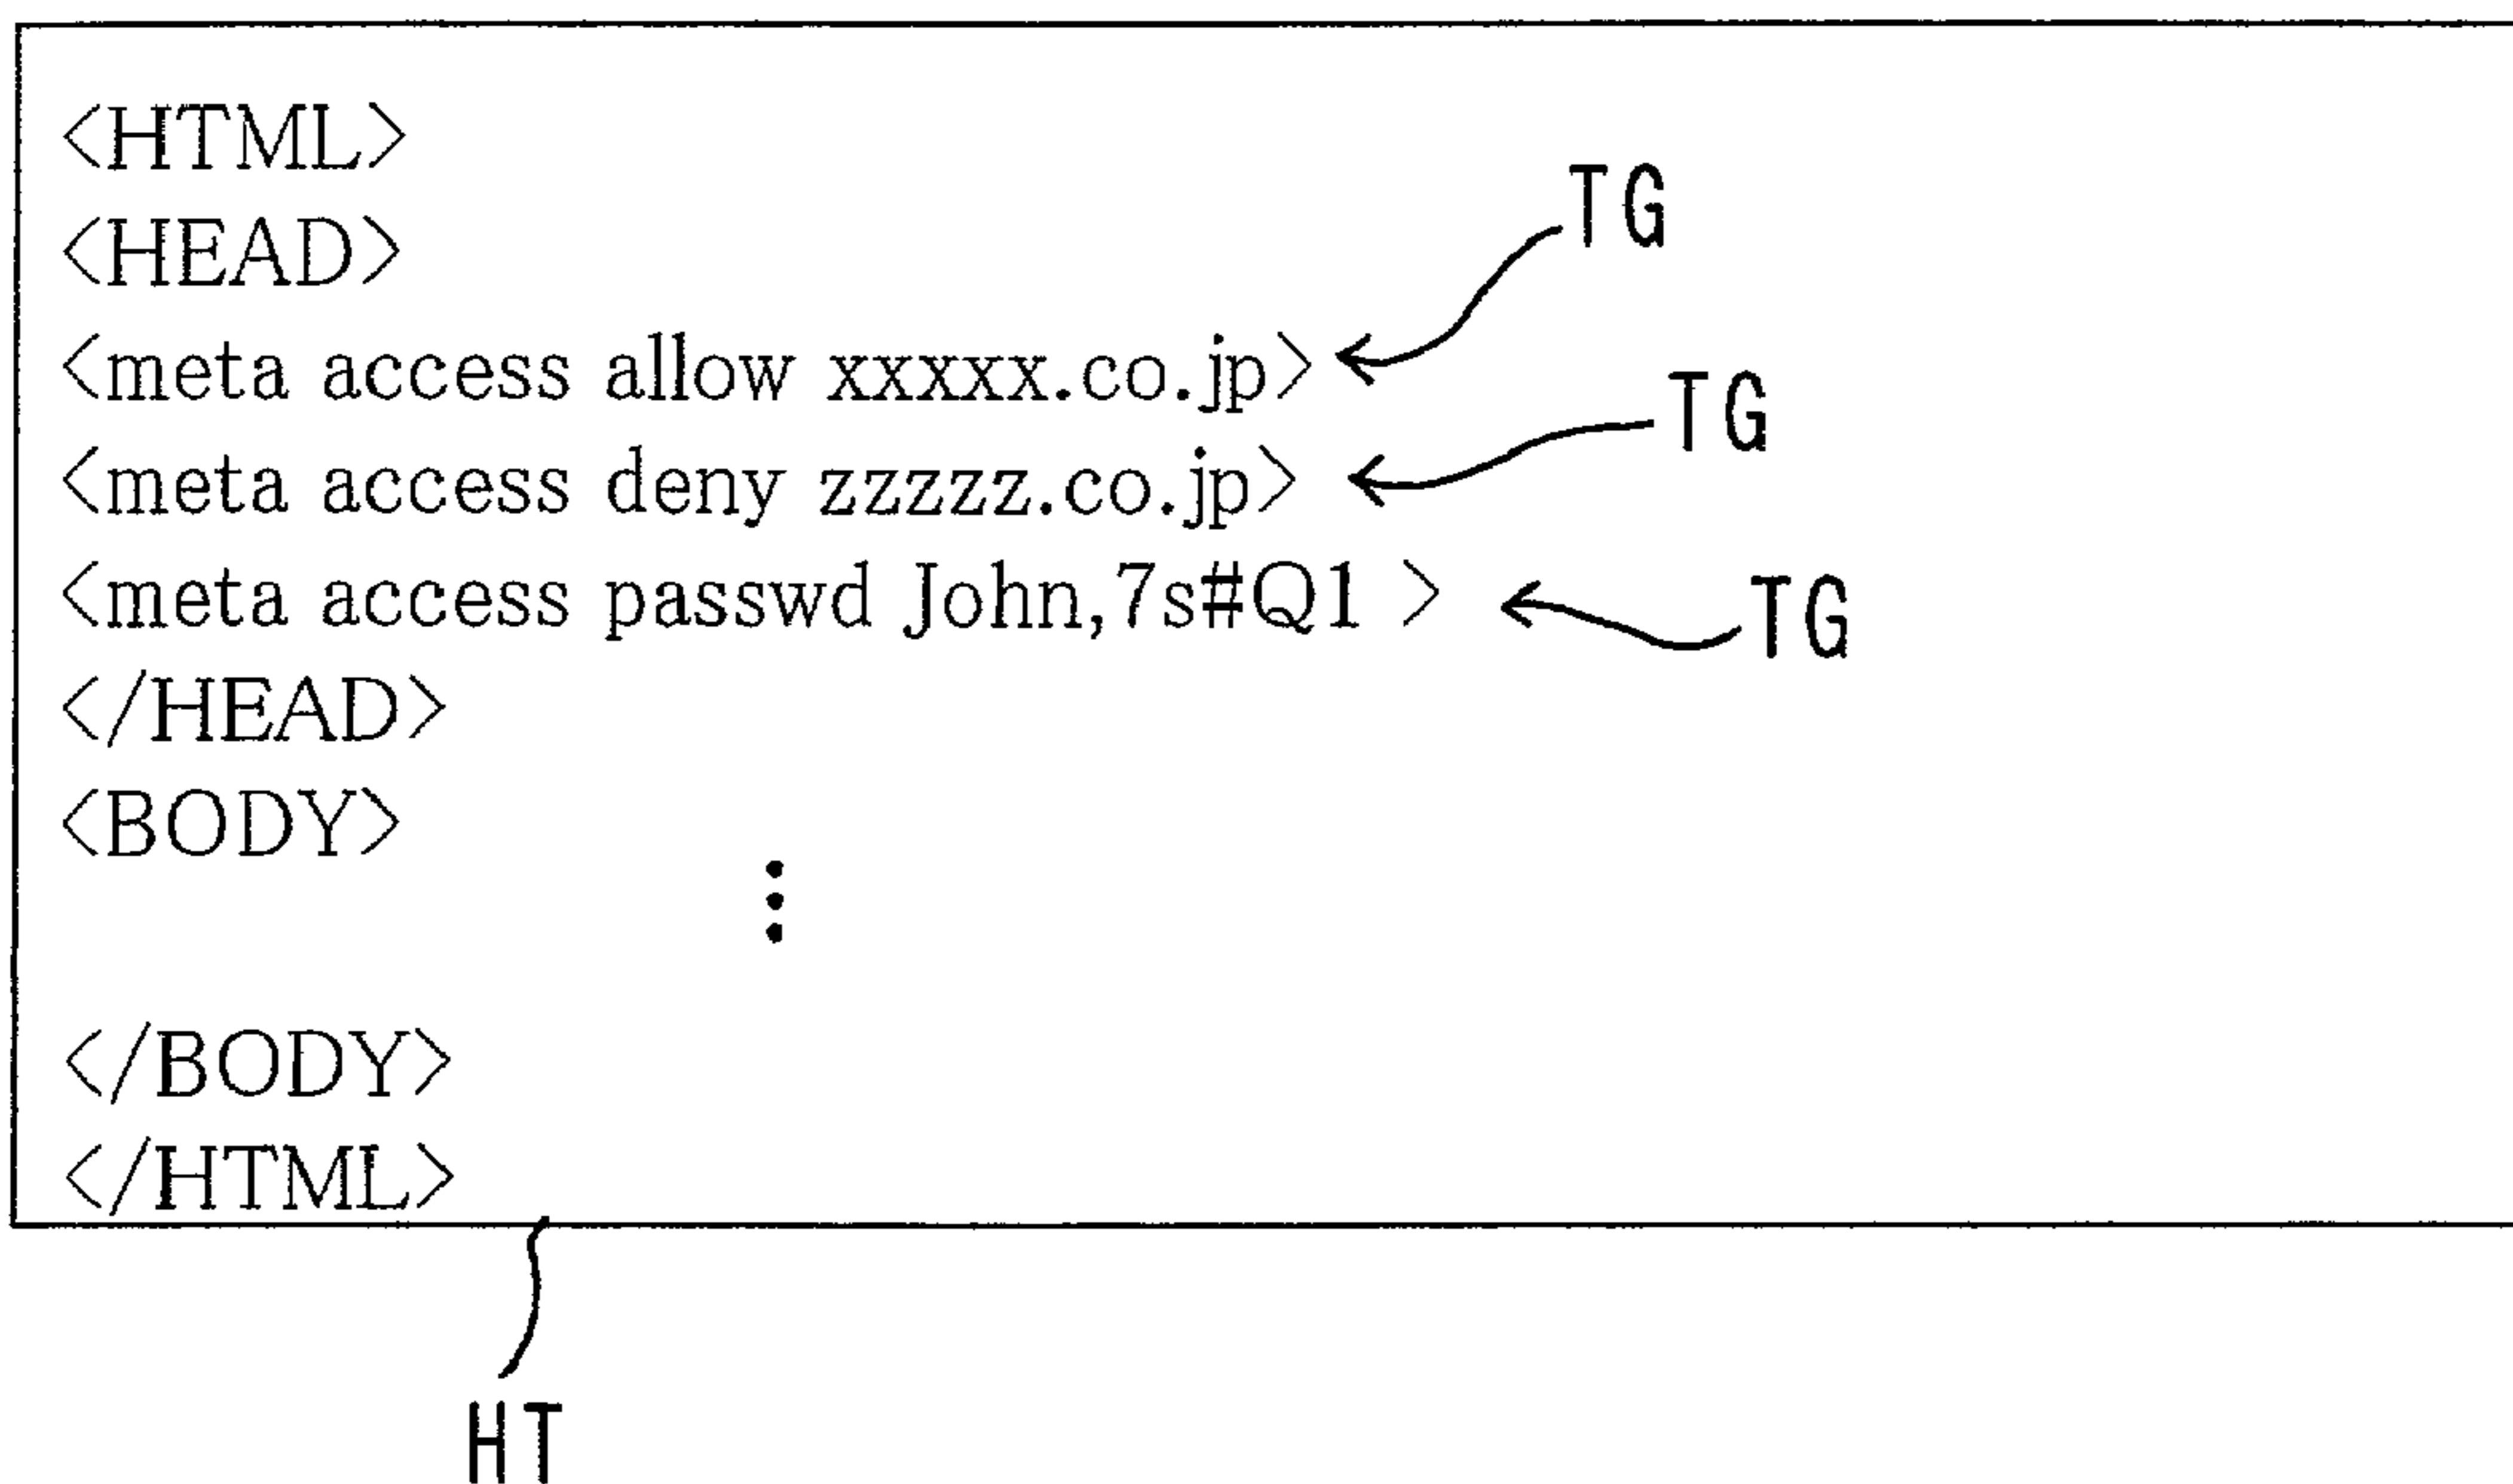 <HTML>
<HEAD>
TG
<meta access allow xxxxx.co.jp>
TG
<meta access deny zzzzz.co.jp>
<meta access passwd John,7s#Q1 >
TG
</HEAD>
<BODY>
</BODY>
</HTML>
HT